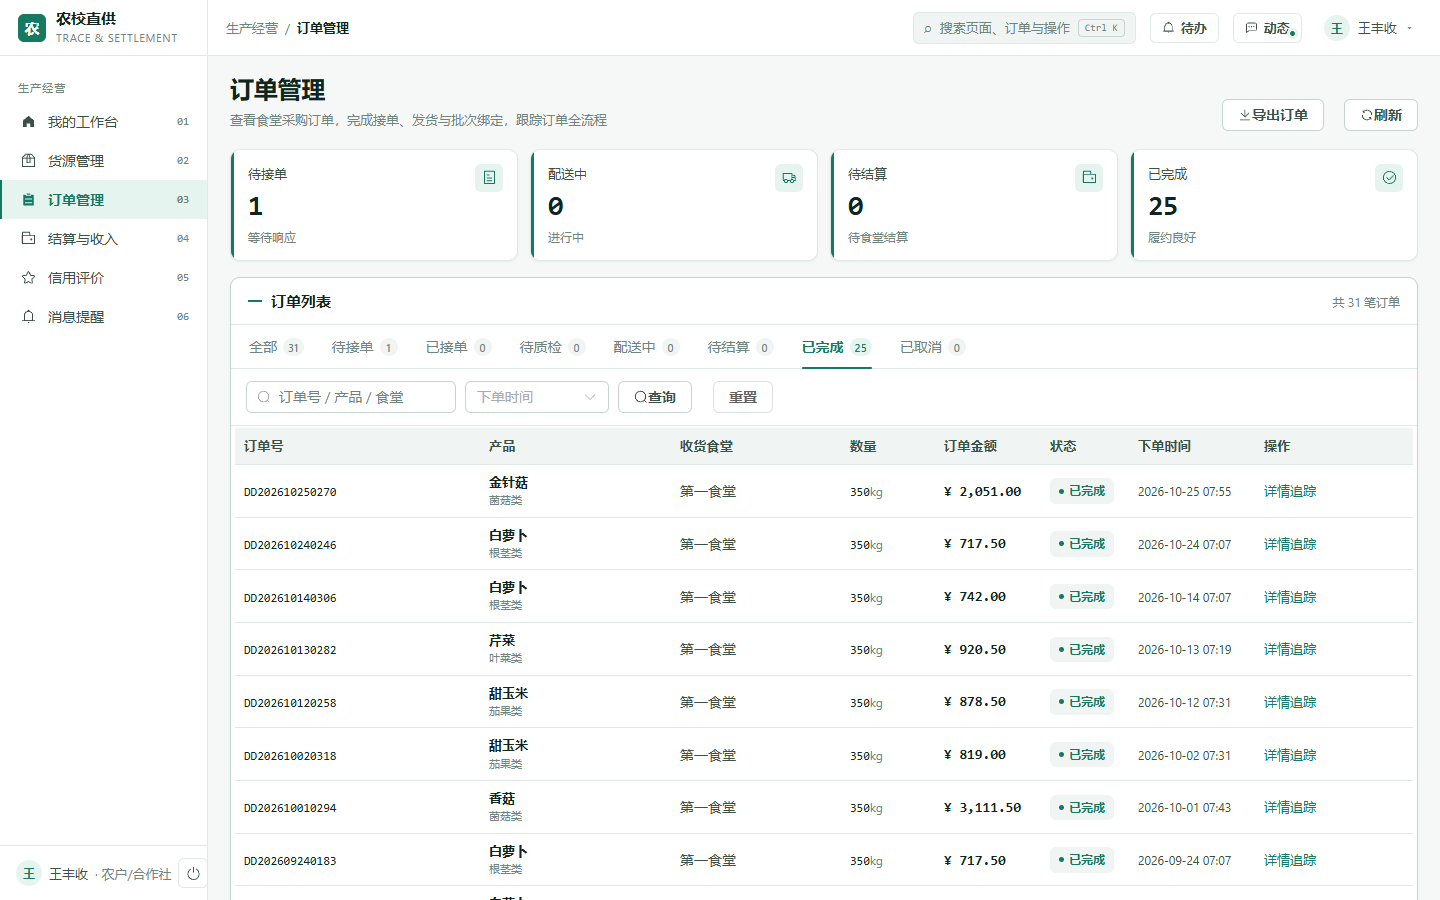 农
农校直供
TRACE & SETTLEMENT
生产经营 / 订单管理
搜索页面、订单与操作 Ctrl K
待办
动态
王 王丰收
生产经营
我的工作台 01
货源管理 02
订单管理 03
结算与收入 04
信用评价 05
消息提醒 06
王 王丰收 · 农户/合作社
订单管理
查看食堂采购订单，完成接单、发货与批次绑定，跟踪订单全流程
导出订单
刷新
待接单
1
等待响应
配送中
0
进行中
待结算
0
待食堂结算
已完成
25
履约良好
订单列表
共 31 笔订单
全部 31 待接单 1 已接单 0 待质检 0 配送中 0 待结算 0 已完成 25 已取消 0
订单号 / 产品 / 食堂 下单时间 查询 重置
订单号 产品 收货食堂 数量 订单金额 状态 下单时间 操作
DD202610250270 金针菇 菌菇类 第一食堂 350kg ¥ 2,051.00 已完成 2026-10-25 07:55 详情追踪
DD202610240246 白萝卜 根茎类 第一食堂 350kg ¥ 717.50 已完成 2026-10-24 07:07 详情追踪
DD202610140306 白萝卜 根茎类 第一食堂 350kg ¥ 742.00 已完成 2026-10-14 07:07 详情追踪
DD202610130282 芹菜 叶菜类 第一食堂 350kg ¥ 920.50 已完成 2026-10-13 07:19 详情追踪
DD202610120258 甜玉米 茄果类 第一食堂 350kg ¥ 878.50 已完成 2026-10-12 07:31 详情追踪
DD202610020318 甜玉米 茄果类 第一食堂 350kg ¥ 819.00 已完成 2026-10-02 07:31 详情追踪
DD202610010294 香菇 菌菇类 第一食堂 350kg ¥ 3,111.50 已完成 2026-10-01 07:43 详情追踪
DD202609240183 白萝卜 根茎类 第一食堂 350kg ¥ 717.50 已完成 2026-09-24 07:07 详情追踪